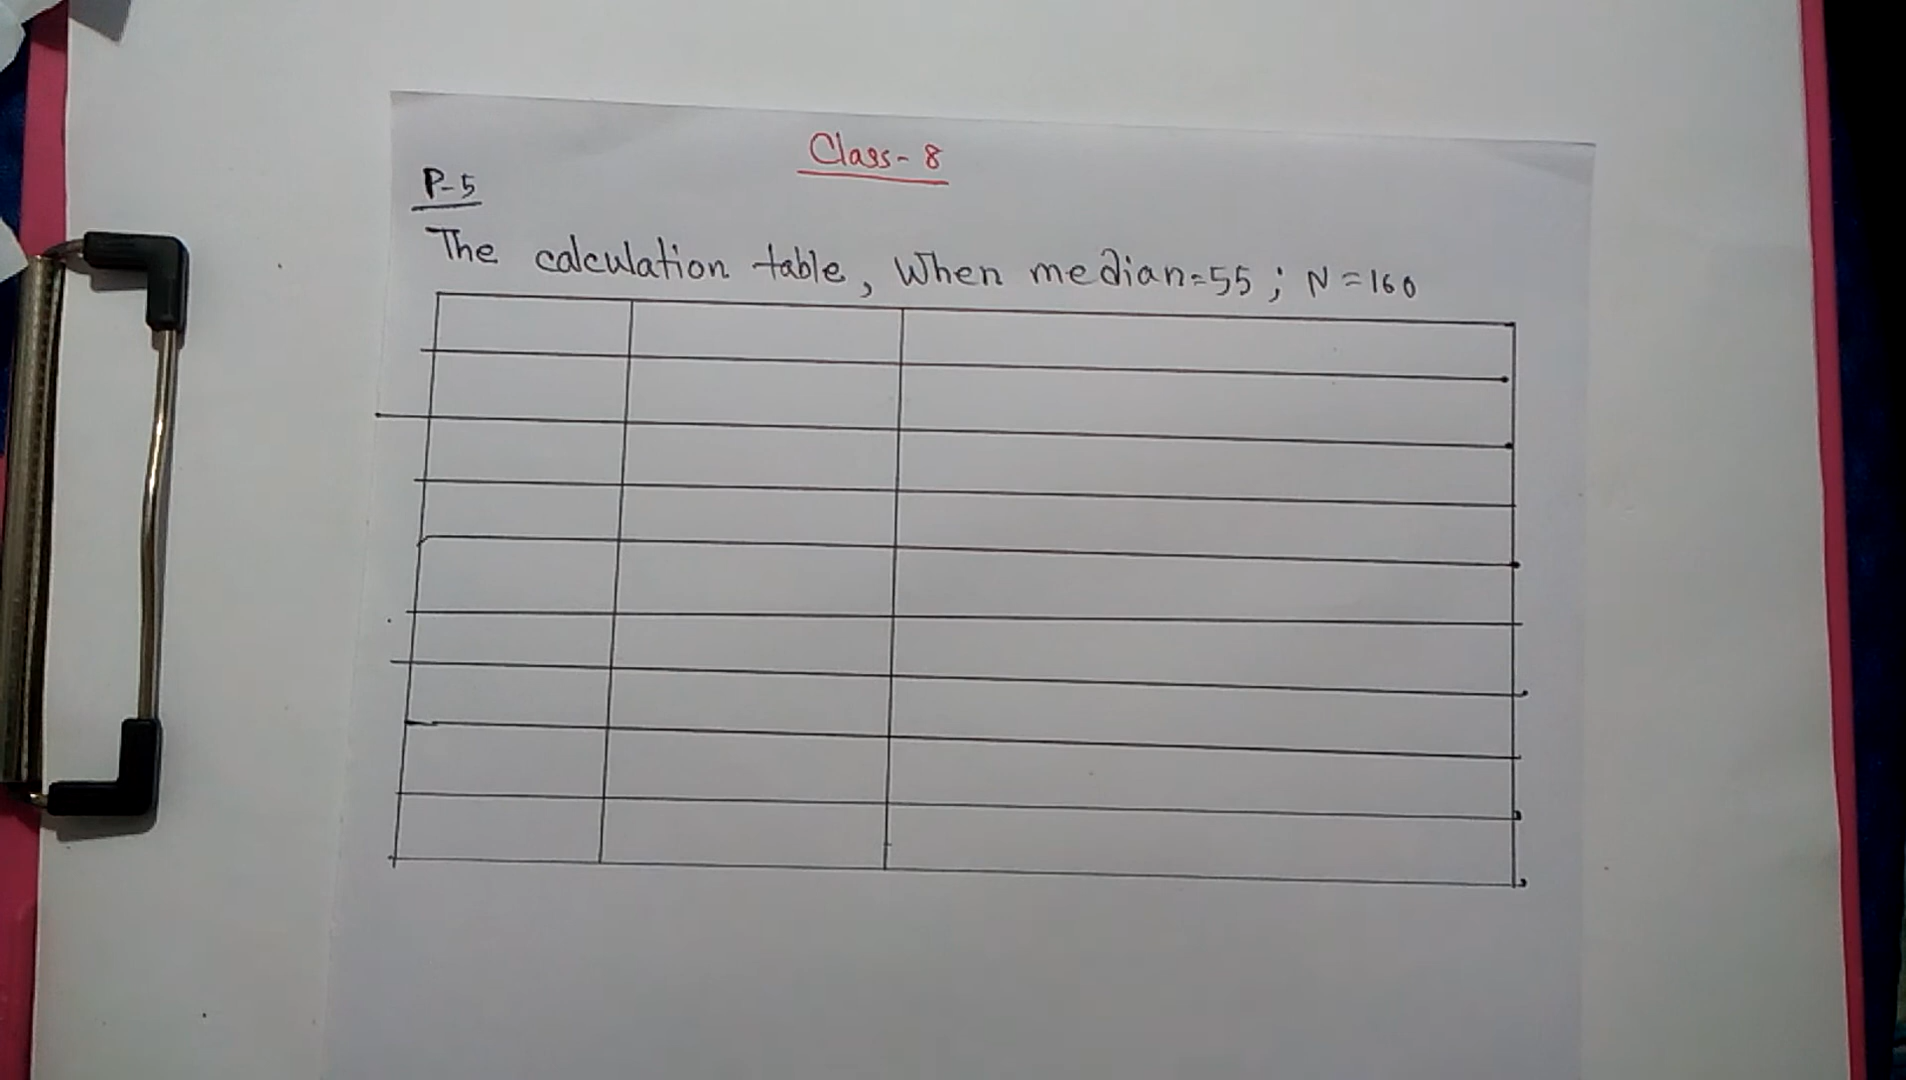 Class- 8
P-5
The calculation table, When median=55; N=160